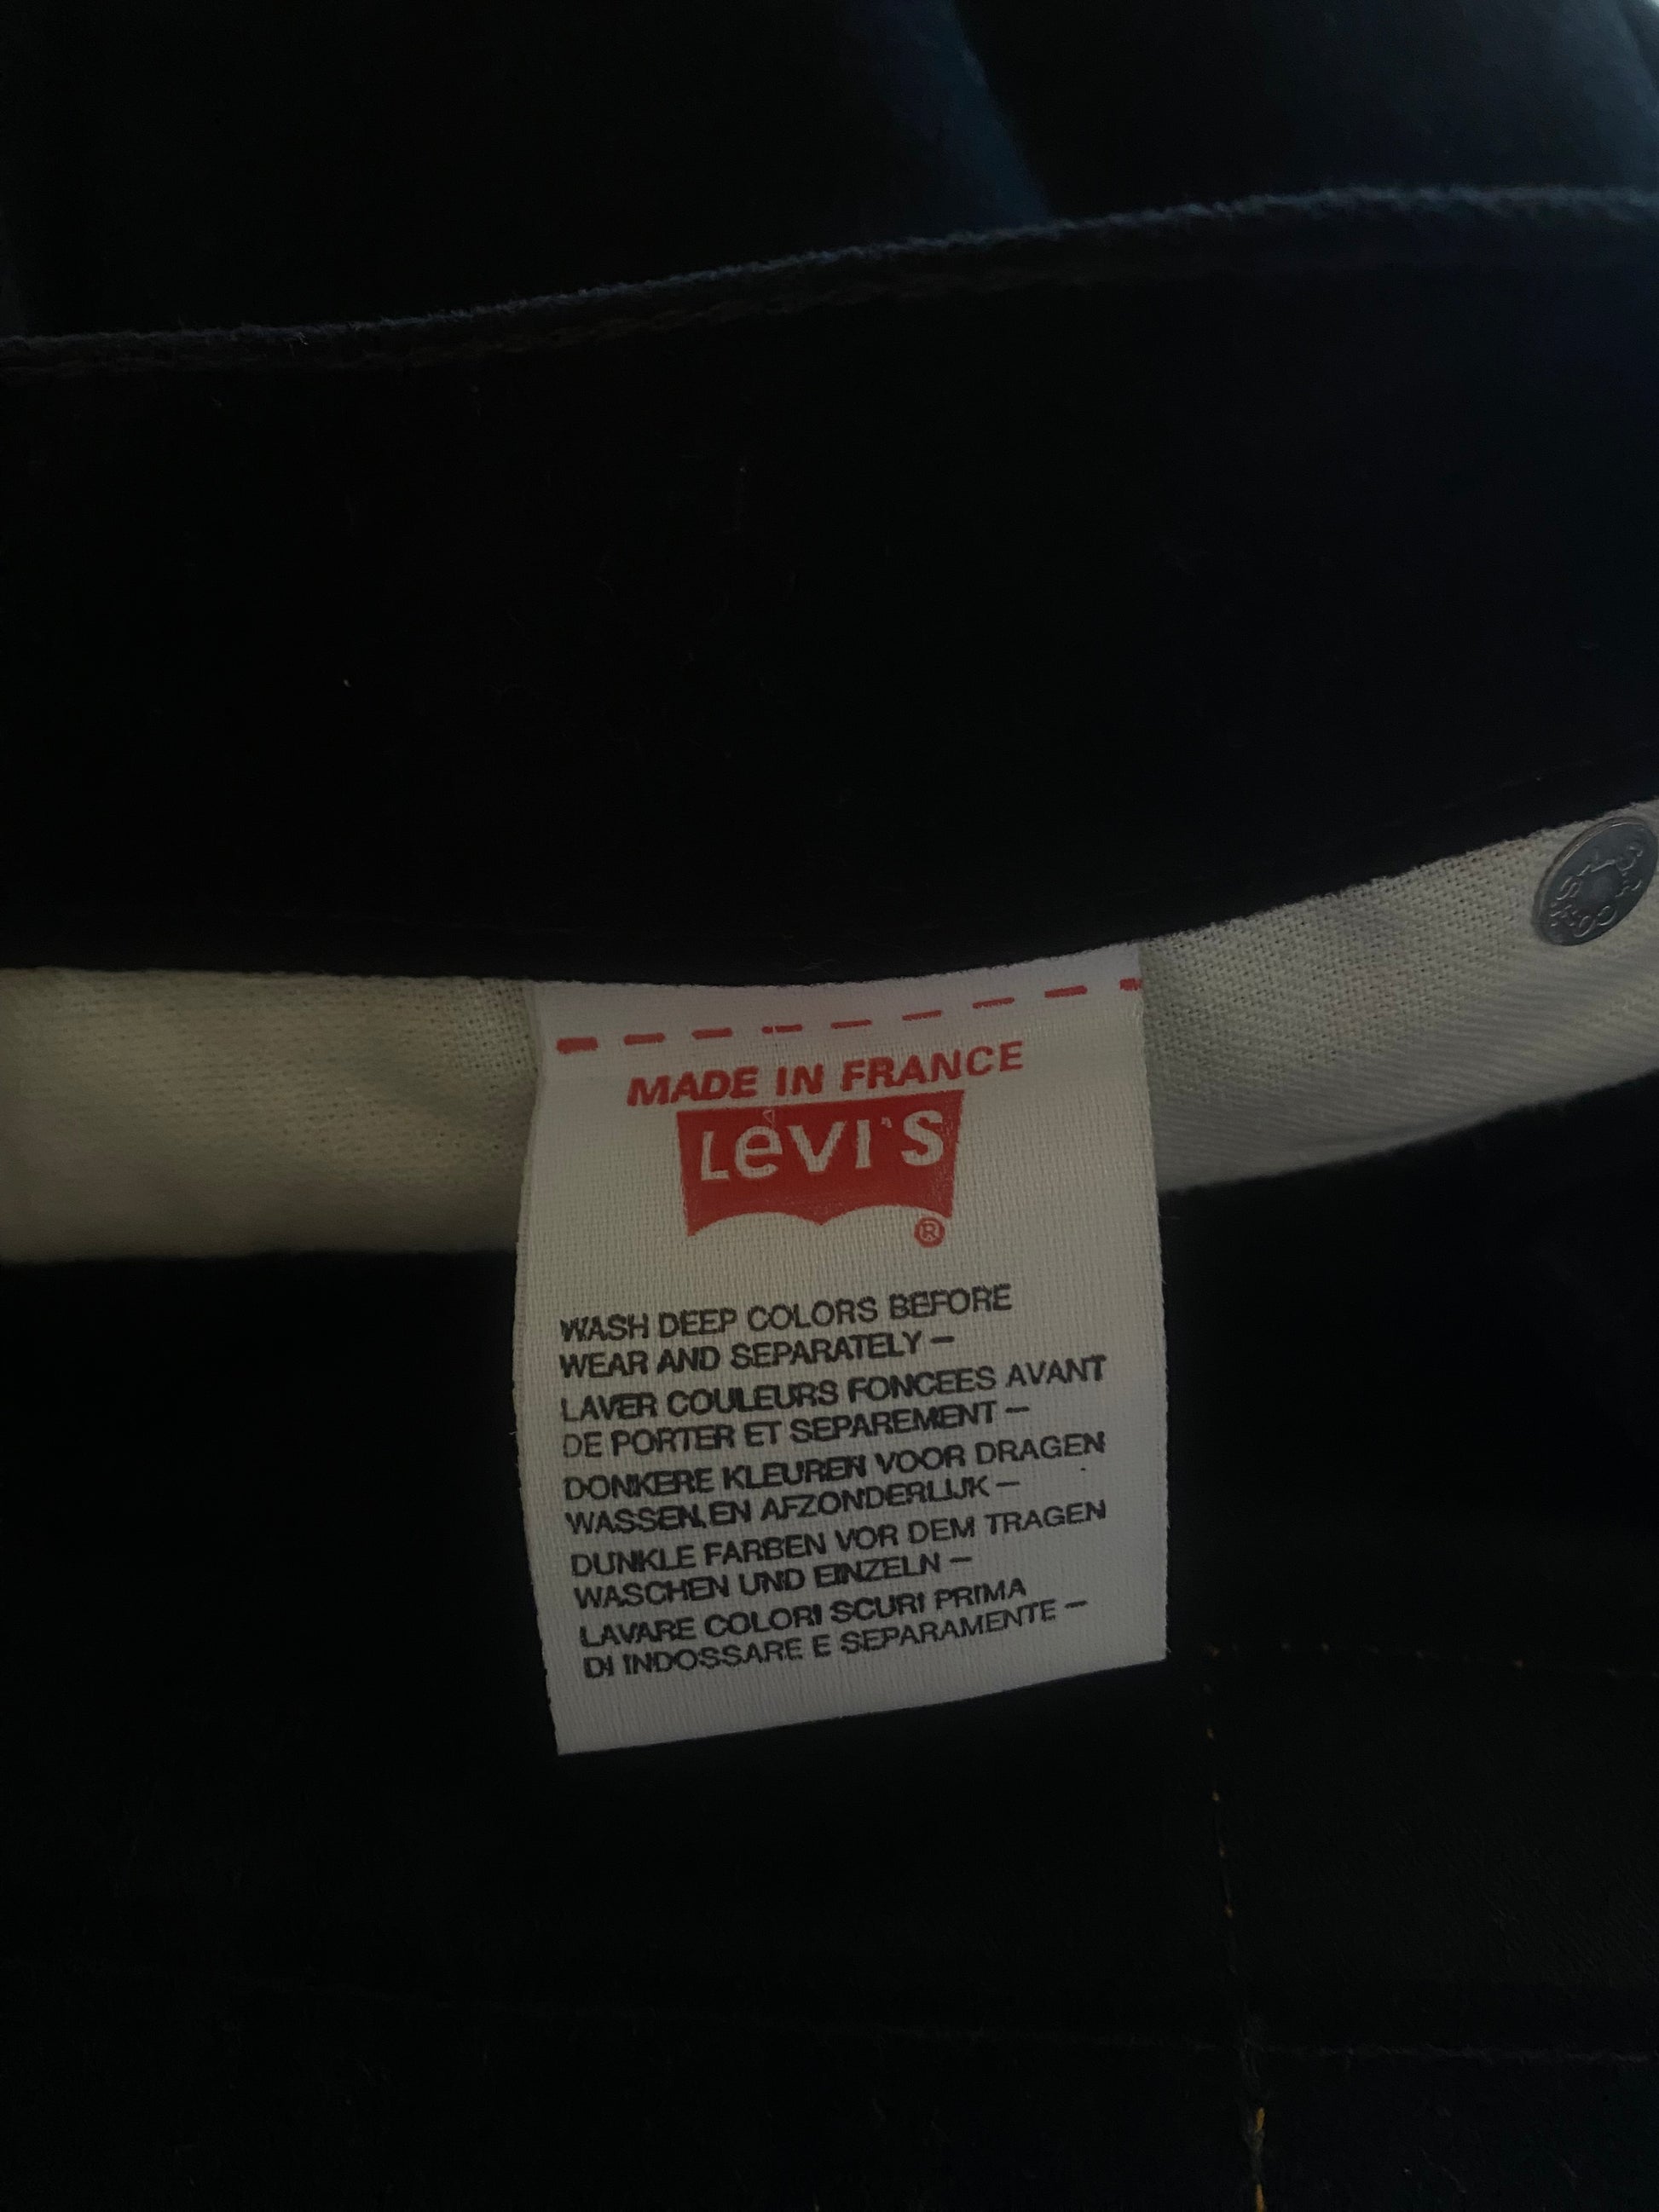 MADE IN FRANCE
Levi's
®
WASH DEEP COLORS BEFORE
WEAR AND SEPARATELY –
LAVER COULEURS FONCEES AVANT
DE PORTER ET SEPAREMENT –
DONKERE KLEUREN VOOR DRAGEN
WASSEN, EN AFZONDERLIJK –
DUNKLE FARBEN VOR DEM TRAGEN
WASCHEN UND EINZELN –
LAVARE COLORI SCURI PRIMA
DI INDOSSARE E SEPARAMENTE –